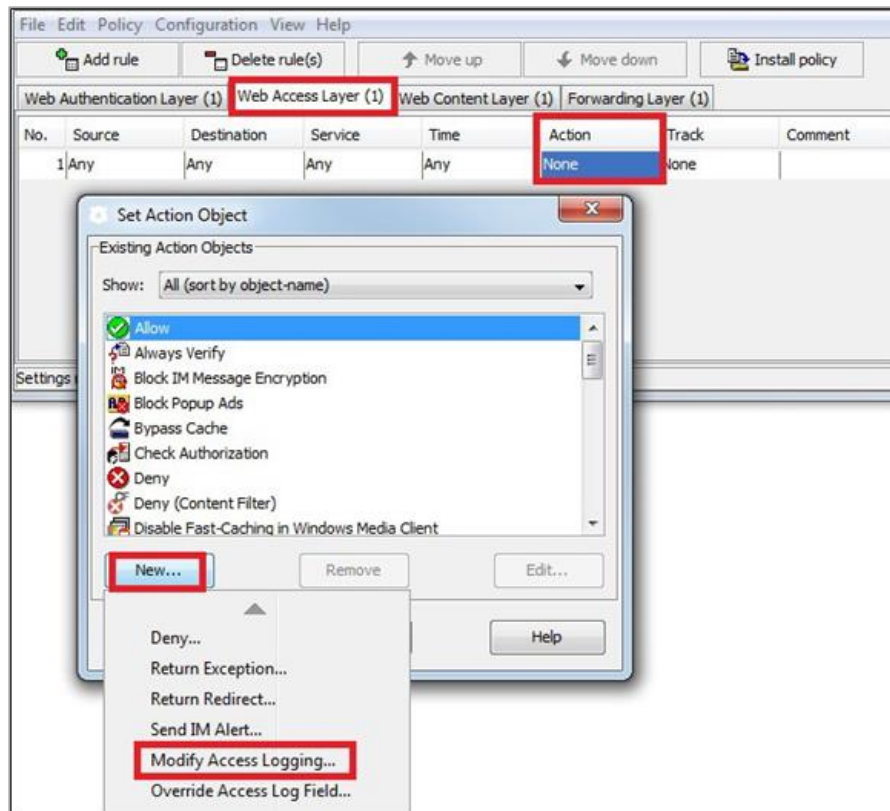 File Edit Policy Configuration View Help
Add rule Delete rule(s) Move up Move down Install policy
Web Authentication Layer (1) Web Access Layer (1) Web Content Layer (1) Forwarding Layer (1)
No. Source Destination Service Time Action Track Comment
1 Any Any Any Any None None
Set Action Object
Existing Action Objects
Show: All (sort by object-name)
Allow
Always Verify
Block IM Message Encryption
Block Popup Ads
Bypass Cache
Check Authorization
Deny
Deny (Content Filter)
Disable Fast-Caching in Windows Media Client
Settings
New... Remove Edit...
Help
Deny...
Return Exception...
Return Redirect...
Send IM Alert...
Modify Access Logging...
Override Access Log Field...